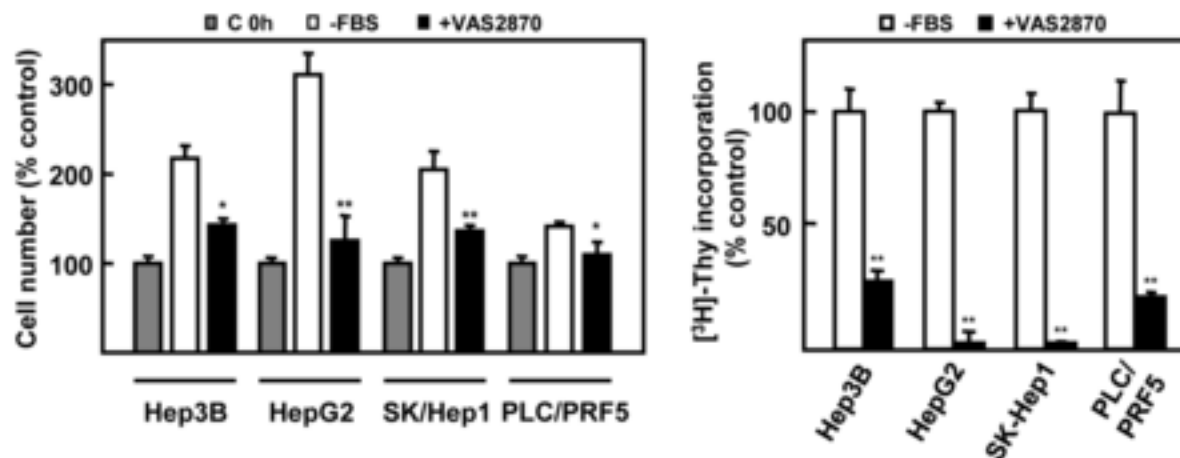 C 0h -FBS +VAS2870
Cell number (% control)
300
200
100
* ** ** *
Hep3B HepG2 SK/Hep1 PLC/PRF5
-FBS +VAS2870
[³H]-Thy incorporation
(% control)
100
50
** ** ** **
Hep3B
HepG2
SK-Hep1
PLC/
PRF5